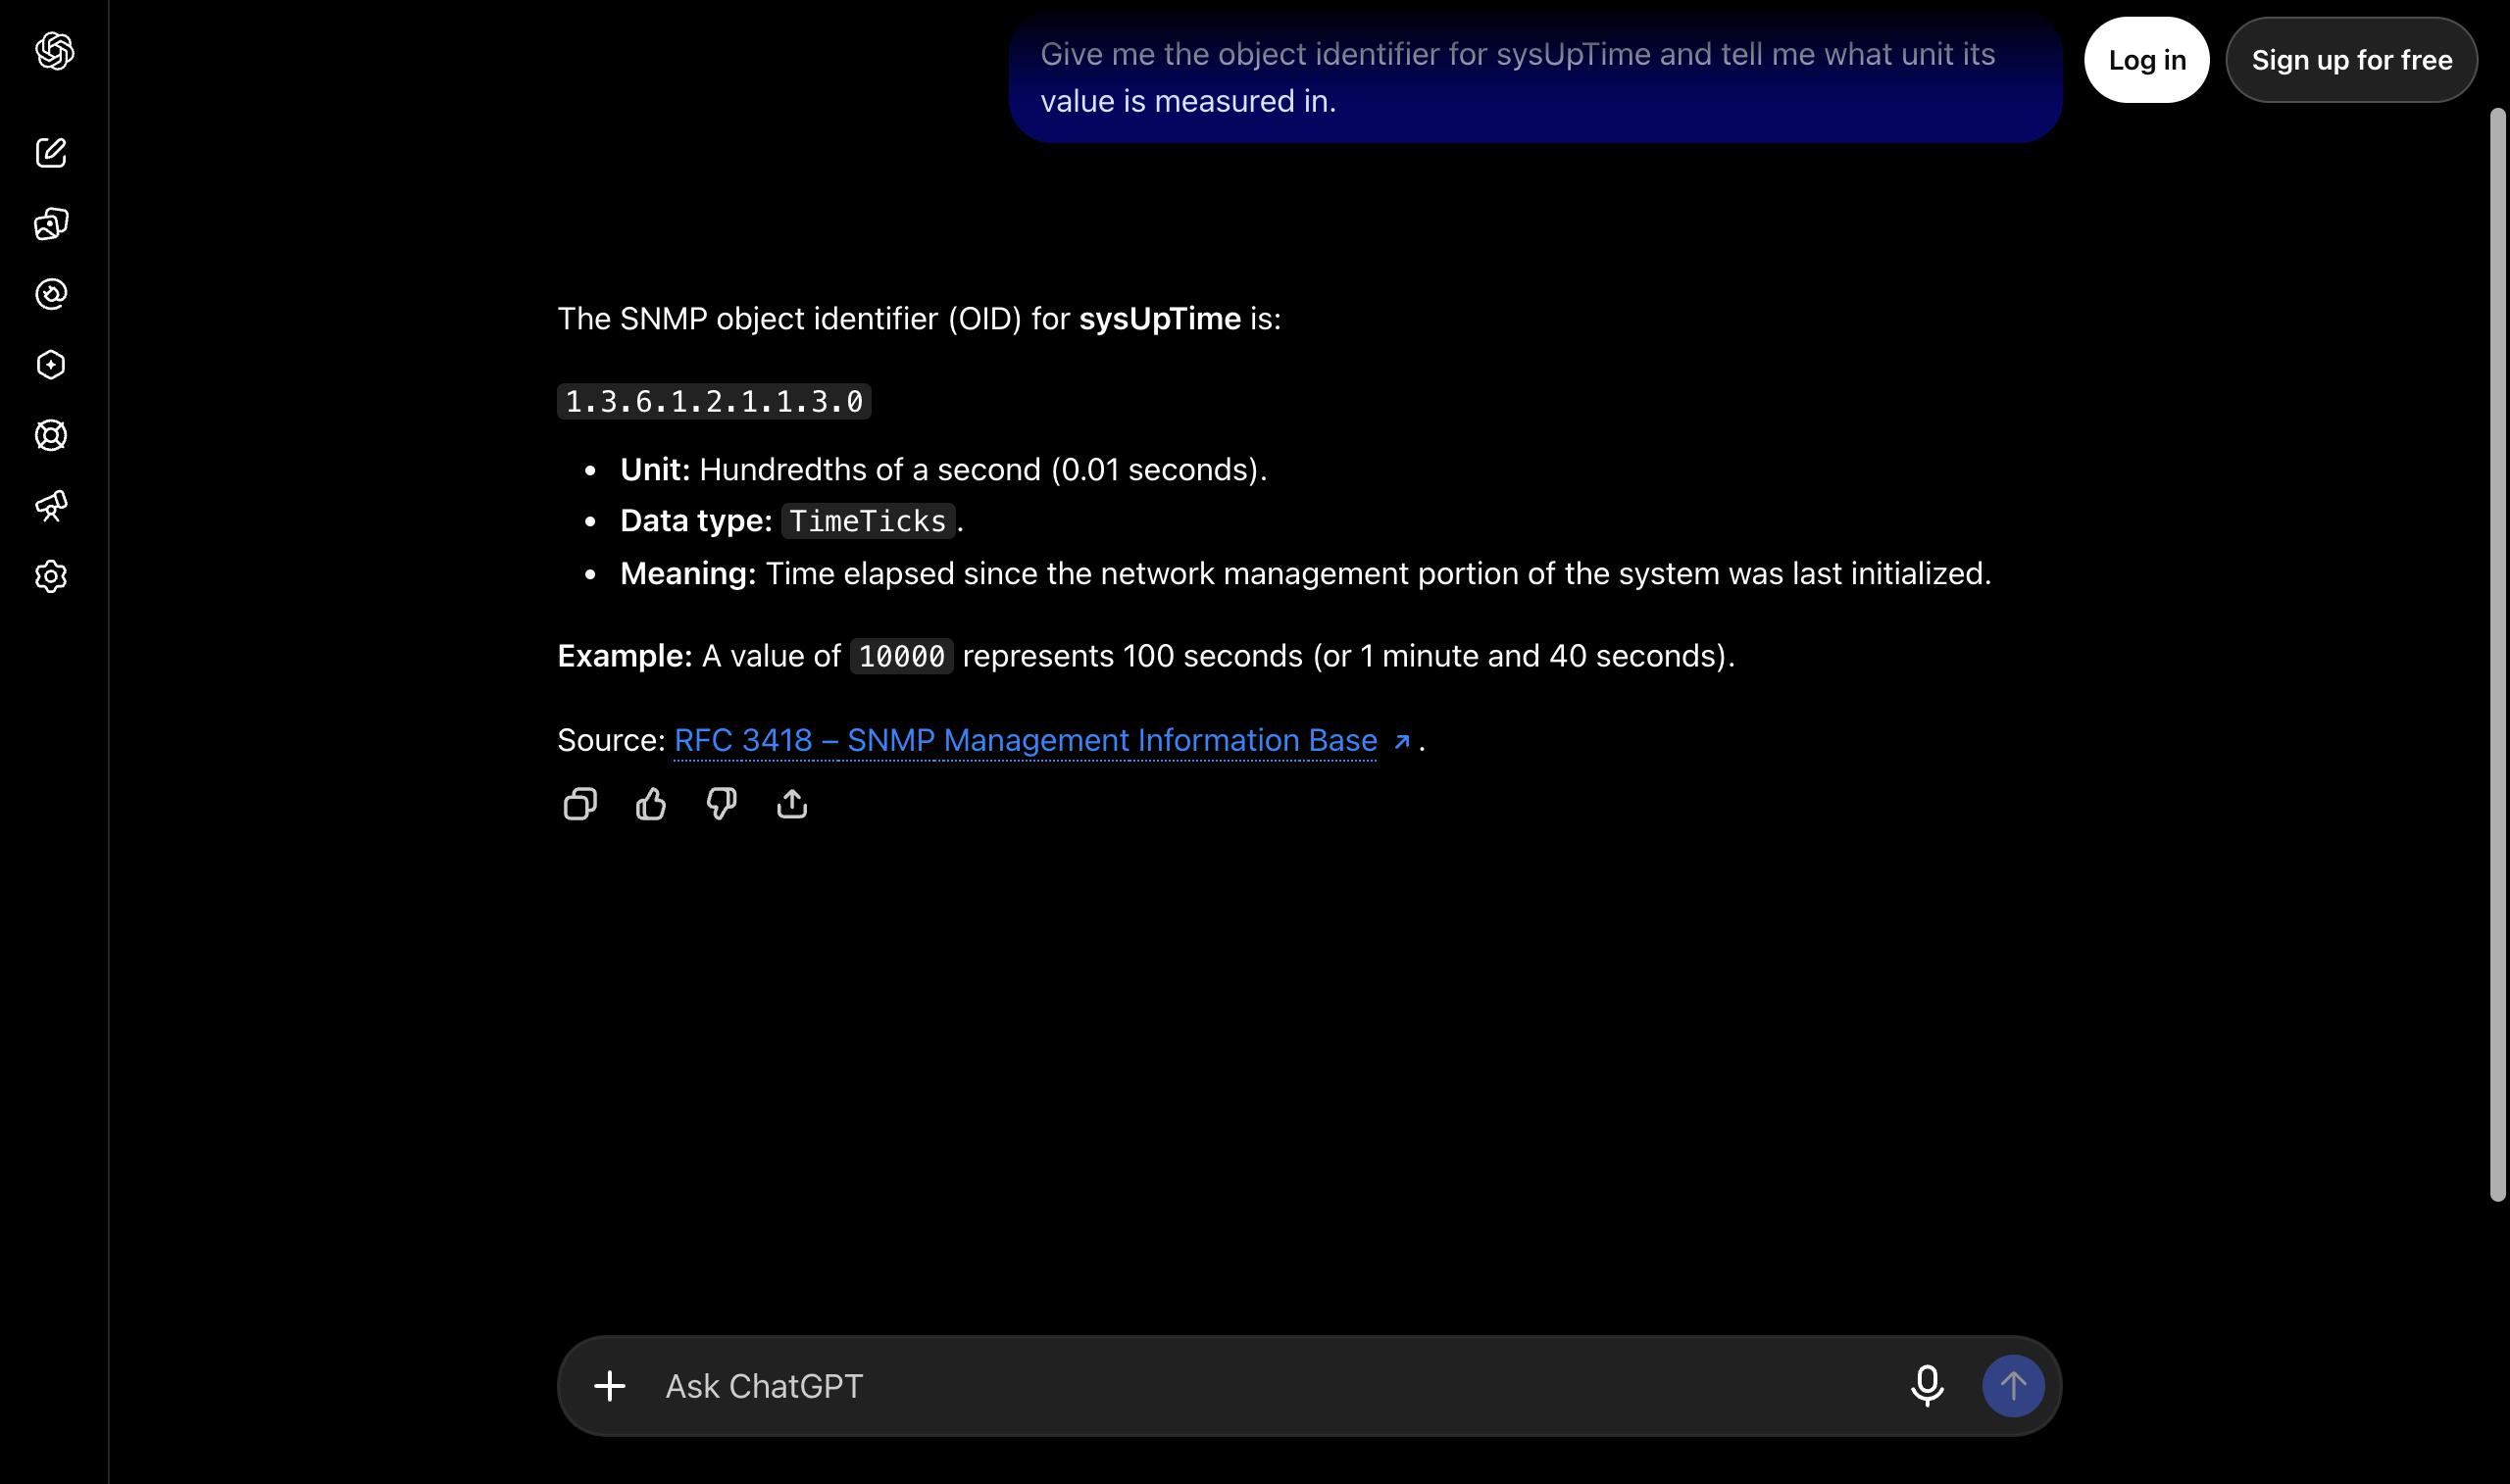 Give me the object identifier for sysUpTime and tell me what unit its
value is measured in.
Log in
Sign up for free
The SNMP object identifier (OID) for sysUpTime is:
1.3.6.1.2.1.1.3.0
• Unit: Hundredths of a second (0.01 seconds).
• Data type: TimeTicks.
• Meaning: Time elapsed since the network management portion of the system was last initialized.
Example: A value of 10000 represents 100 seconds (or 1 minute and 40 seconds).
Source: RFC 3418 – SNMP Management Information Base ↗.
Ask ChatGPT